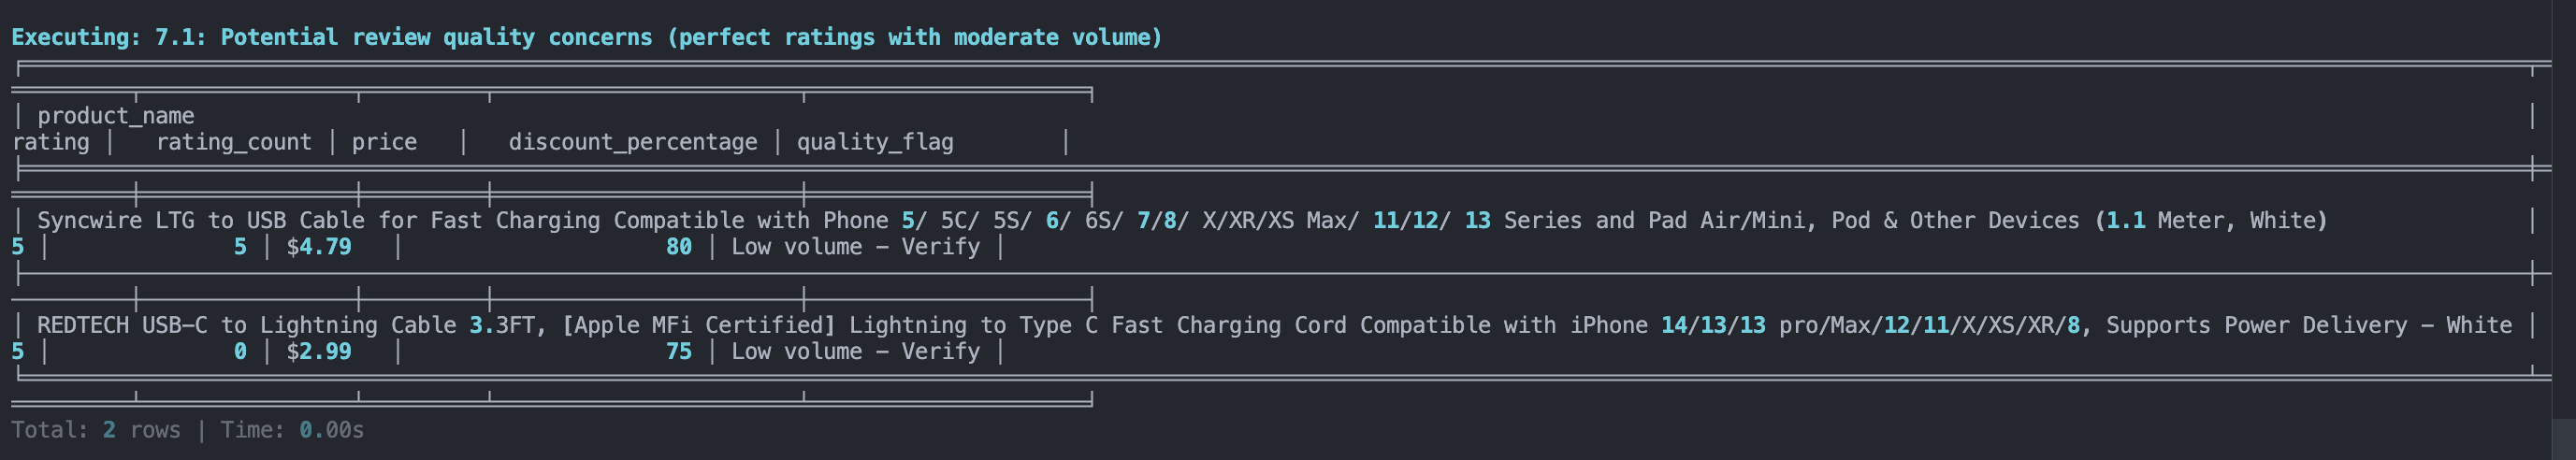 Executing: 7.1: Potential review quality concerns (perfect ratings with moderate volume)
│ product_name │
rating │ rating_count │ price │ discount_percentage │ quality_flag │
│ Syncwire LTG to USB Cable for Fast Charging Compatible with Phone 5/ 5C/ 5S/ 6/ 6S/ 7/8/ X/XR/XS Max/ 11/12/ 13 Series and Pad Air/Mini, Pod & Other Devices (1.1 Meter, White) │
5 │ 5 │ $4.79 │ 80 │ Low volume - Verify │
│ REDTECH USB-C to Lightning Cable 3.3FT, [Apple MFi Certified] Lightning to Type C Fast Charging Cord Compatible with iPhone 14/13/13 pro/Max/12/11/X/XS/XR/8, Supports Power Delivery - White │
5 │ 0 │ $2.99 │ 75 │ Low volume - Verify │
Total: 2 rows | Time: 0.00s